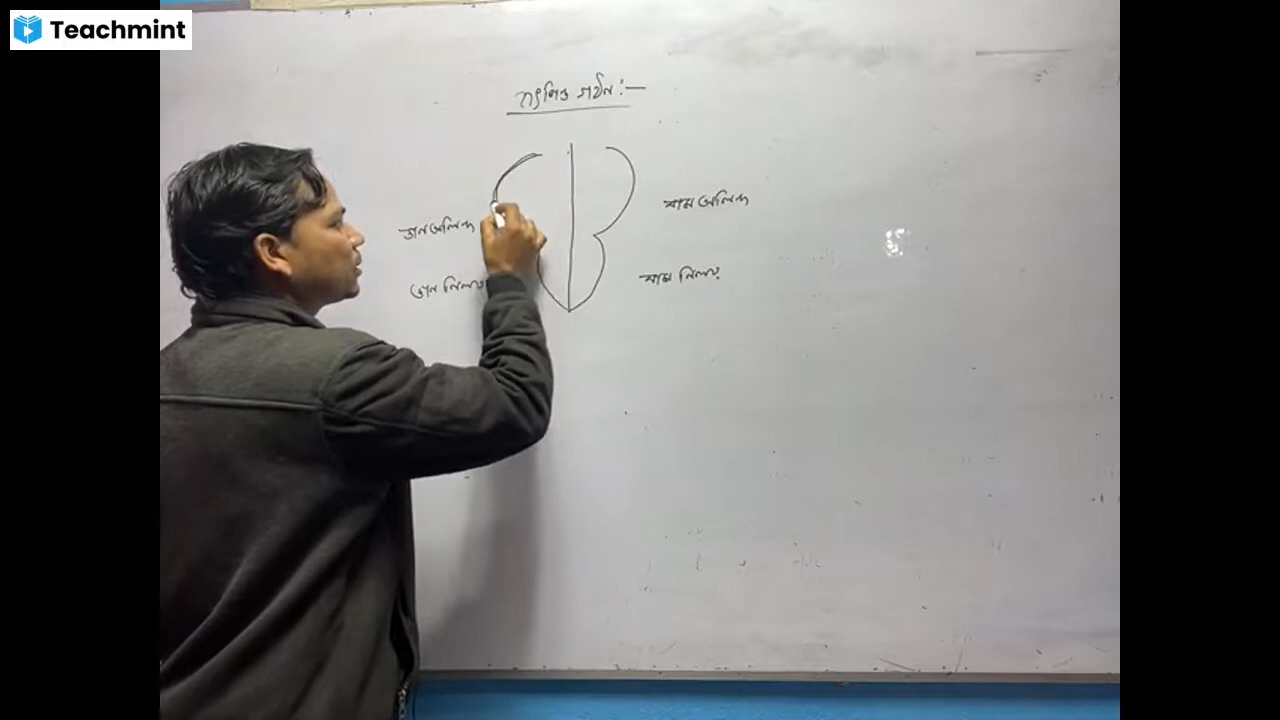 Teachmint
হৃৎপিণ্ড গঠন :-
বাম অলিন্দ
ডান অলিন্দ
বাম নিলয়
ডান নিলয়